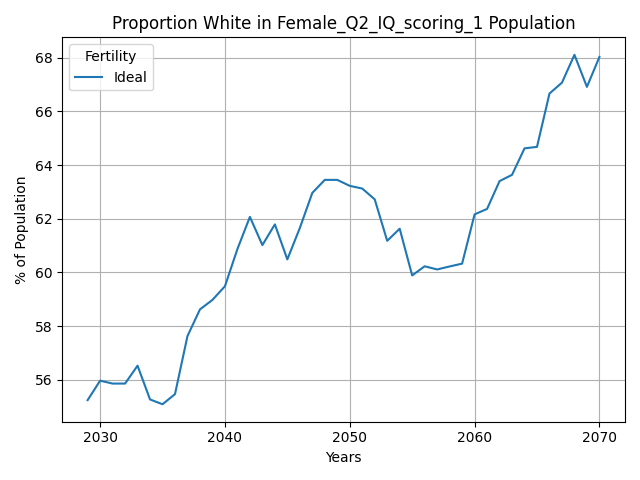 Proportion White in Female_Q2_IQ_scoring_1 Population
Fertility
Ideal
68
66
64
62
60
58
56
% of Population
2030 2040 2050 2060 2070
Years